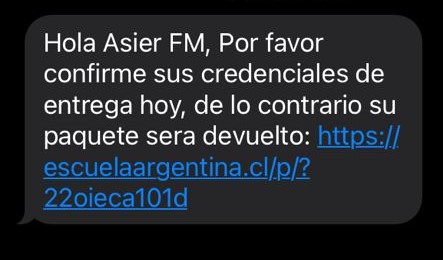 Hola Asier FM, Por favor
confirme sus credenciales de
entrega hoy, de lo contrario su
paquete sera devuelto: https://
escuelaargentina.cl/p/?
22oieca101d